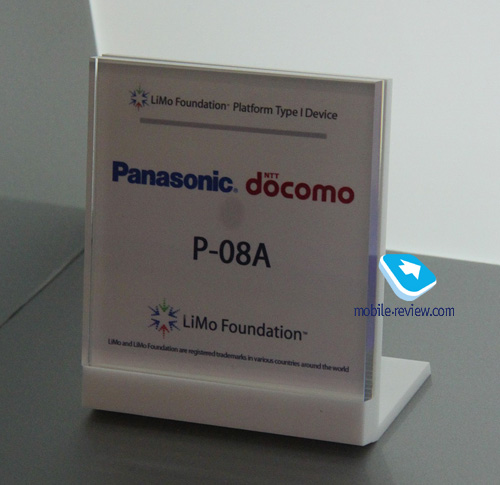 LiMo Foundation™ Platform Type I Device
Panasonic® NTT docomo
P-08A
LiMo Foundation™
LiMo and LiMo Foundation are registered trademarks in various countries around the world
mobile-review.com